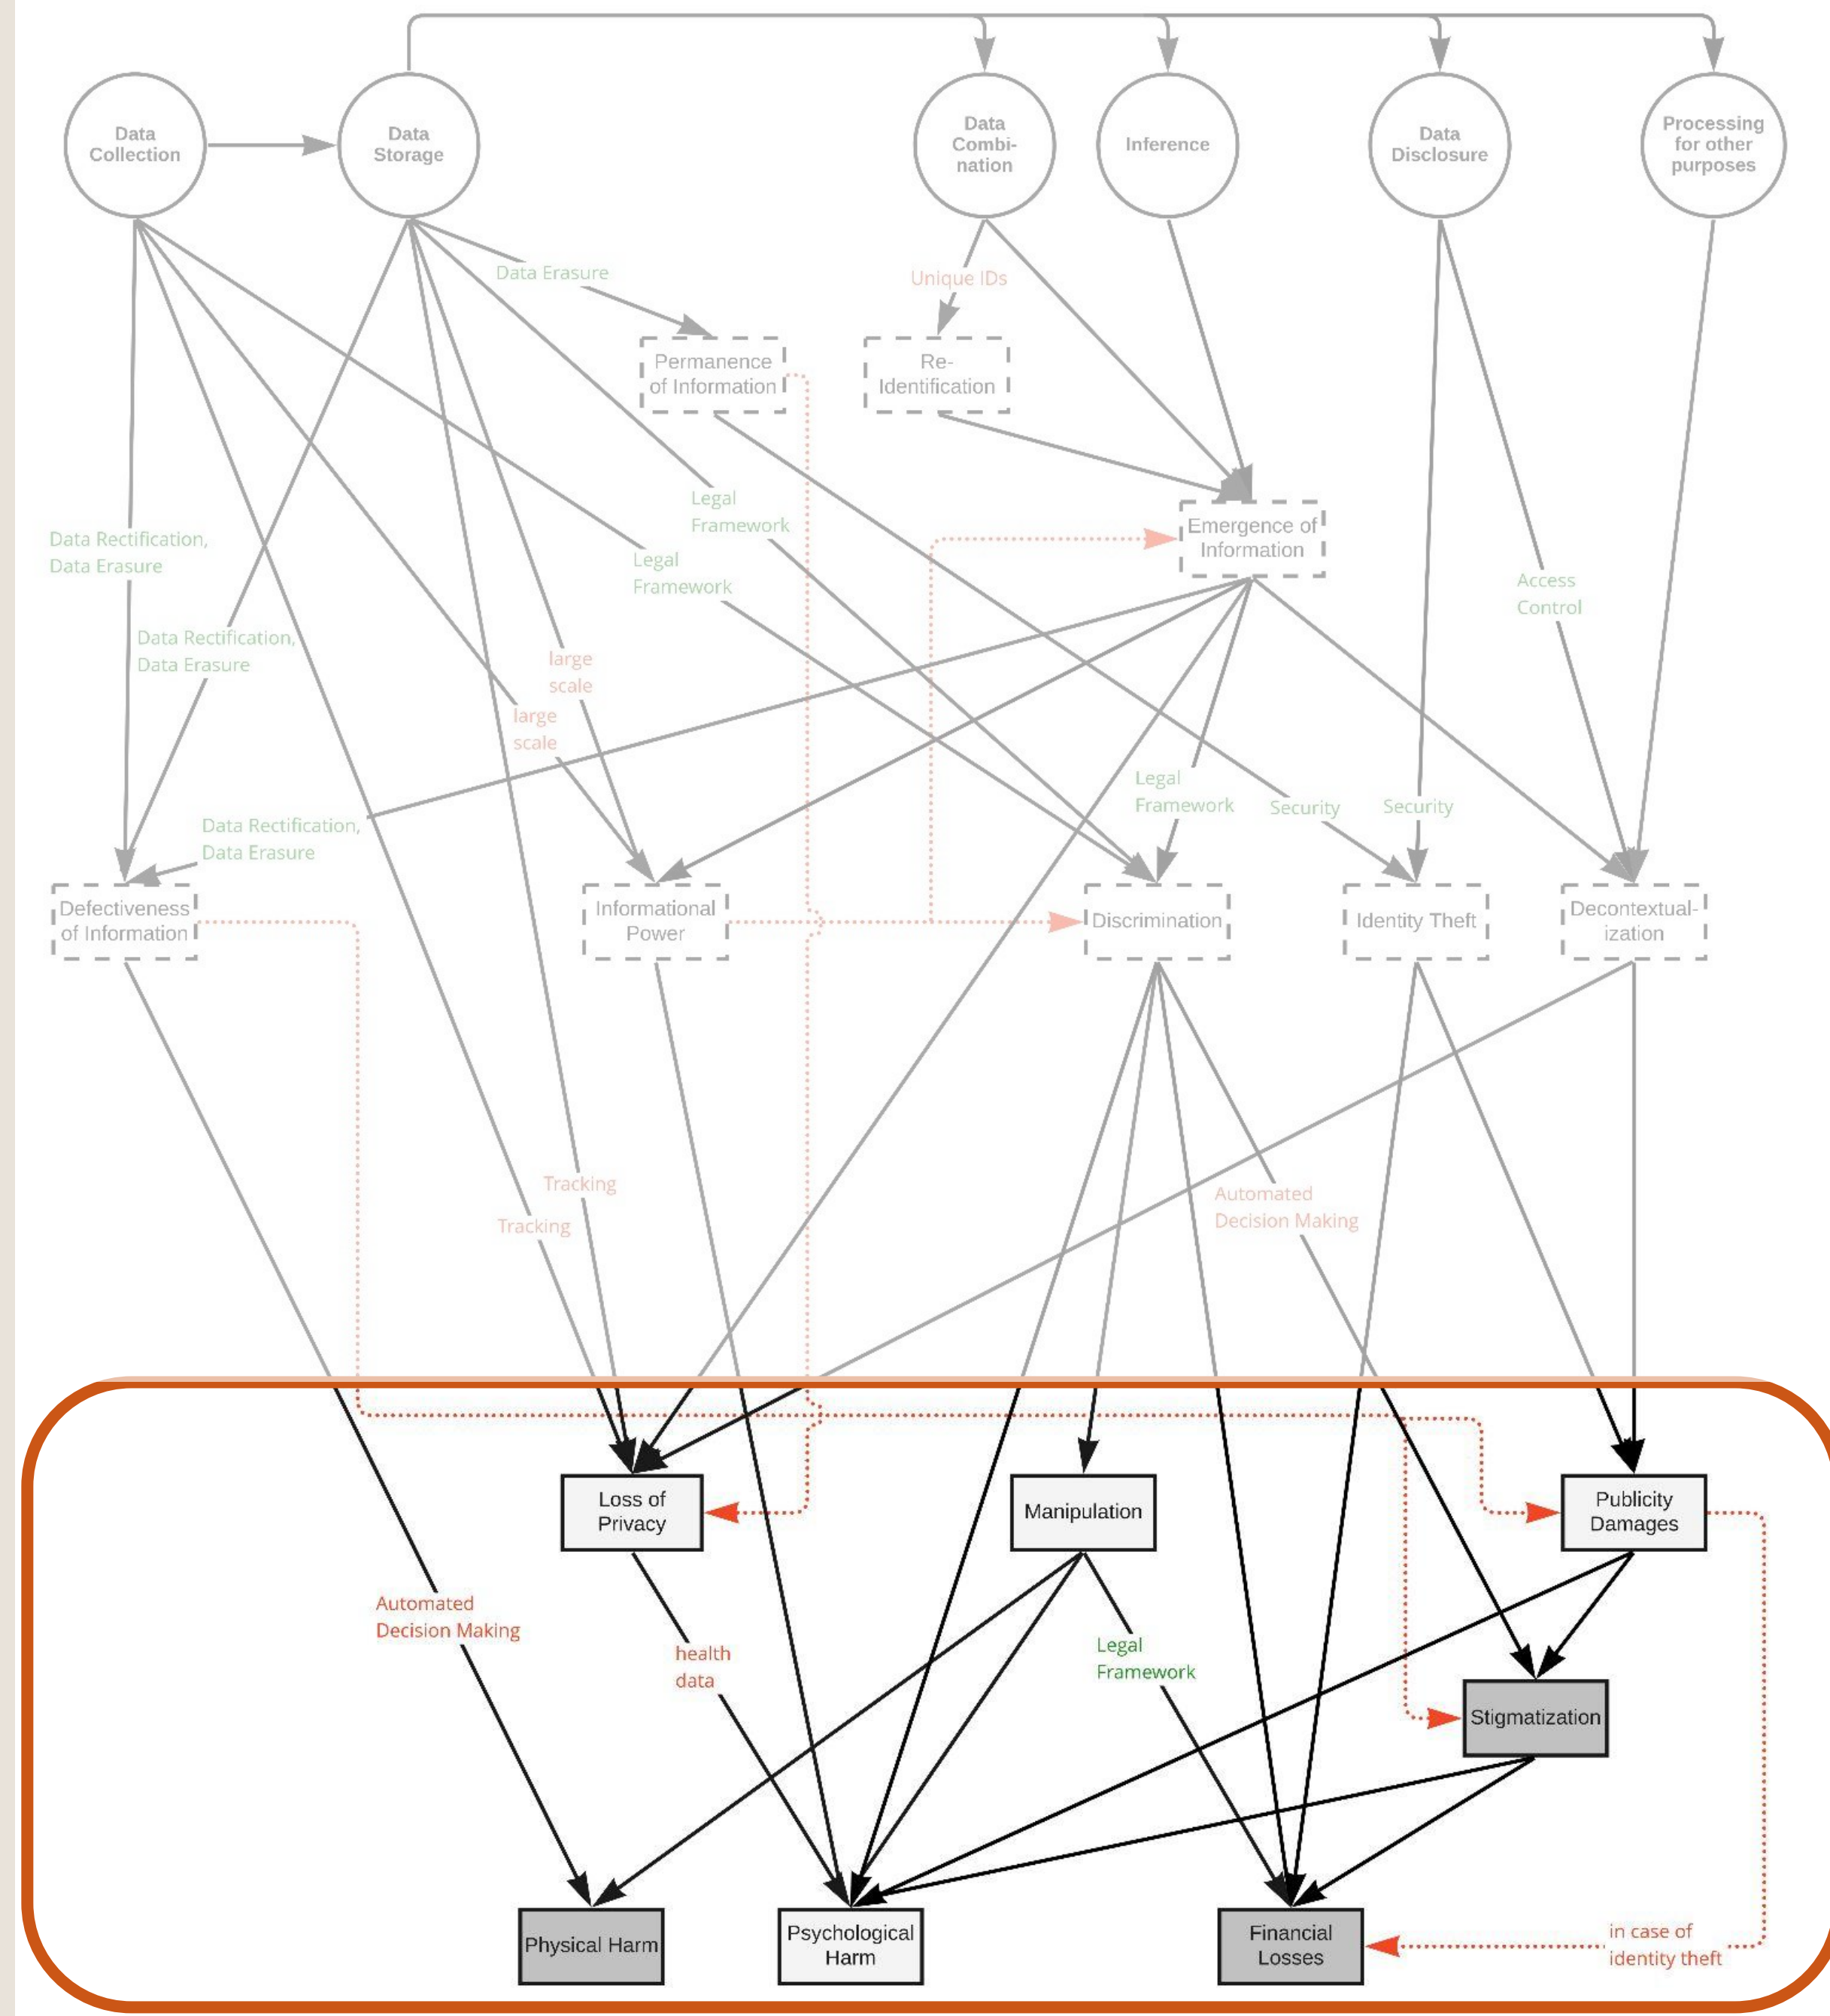 Data
Collection
Data
Storage
Data
Combi-
nation
Inference
Data
Disclosure
Processing
for other
purposes
Data Erasure
Unique IDs
Permanence
of Information
Re-
Identification
Legal
Framework
Emergence of
Information
Data Rectification,
Data Erasure
Legal
Framework
Access
Control
Data Rectification,
Data Erasure
large
scale
large
scale
Legal
Framework
Security
Security
Data Rectification,
Data Erasure
Defectiveness
of Information
Informational
Power
Discrimination
Identity Theft
Decontextual-
ization
Tracking
Tracking
Automated
Decision Making
Loss of
Privacy
Manipulation
Publicity
Damages
Automated
Decision Making
health
data
Legal
Framework
Stigmatization
Physical Harm
Psychological
Harm
Financial
Losses
in case of
identity theft